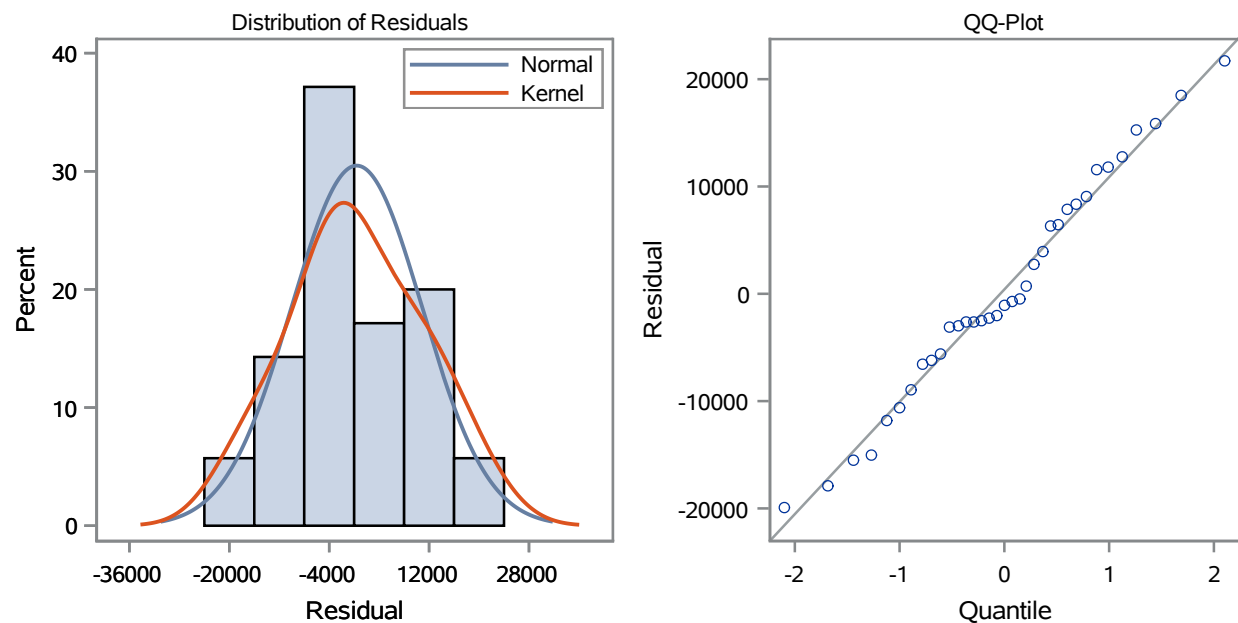 Distribution of Residuals
Normal
Kernel
Percent
40
30
20
10
0
-36000 -20000 -4000 12000 28000
Residual
QQ-Plot
Residual
20000
10000
0
-10000
-20000
-2 -1 0 1 2
Quantile